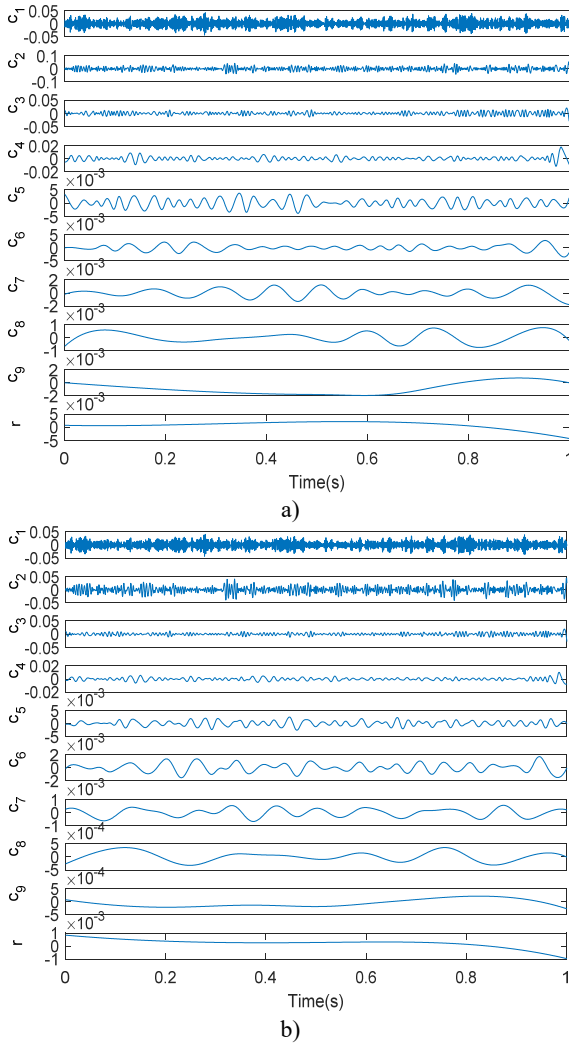 c1 0.05 0 -0.05
c2 0.1 0 -0.1
c3 0.05 0 -0.05
c4 0.02 0 -0.02
×10-3
c5 5 0 -5
×10-3
c6 5 0 -5
×10-3
c7 2 0 -2
×10-3
c8 1 0 -1
×10-3
c9 2 0 -2
×10-3
r 5 0 -5
0 0.2 0.4 0.6 0.8 1
Time(s)
a)
c1 0.05 0 -0.05
c2 0.05 0 -0.05
c3 0.05 0 -0.05
c4 0.02 0 -0.02
×10-3
c5 5 0 -5
×10-3
c6 2 0 -2
×10-3
c7 1 0 -1
×10-4
c8 5 0 -5
×10-4
c9 5 0 -5
×10-3
r 1 0 -1
0 0.2 0.4 0.6 0.8 1
Time(s)
b)